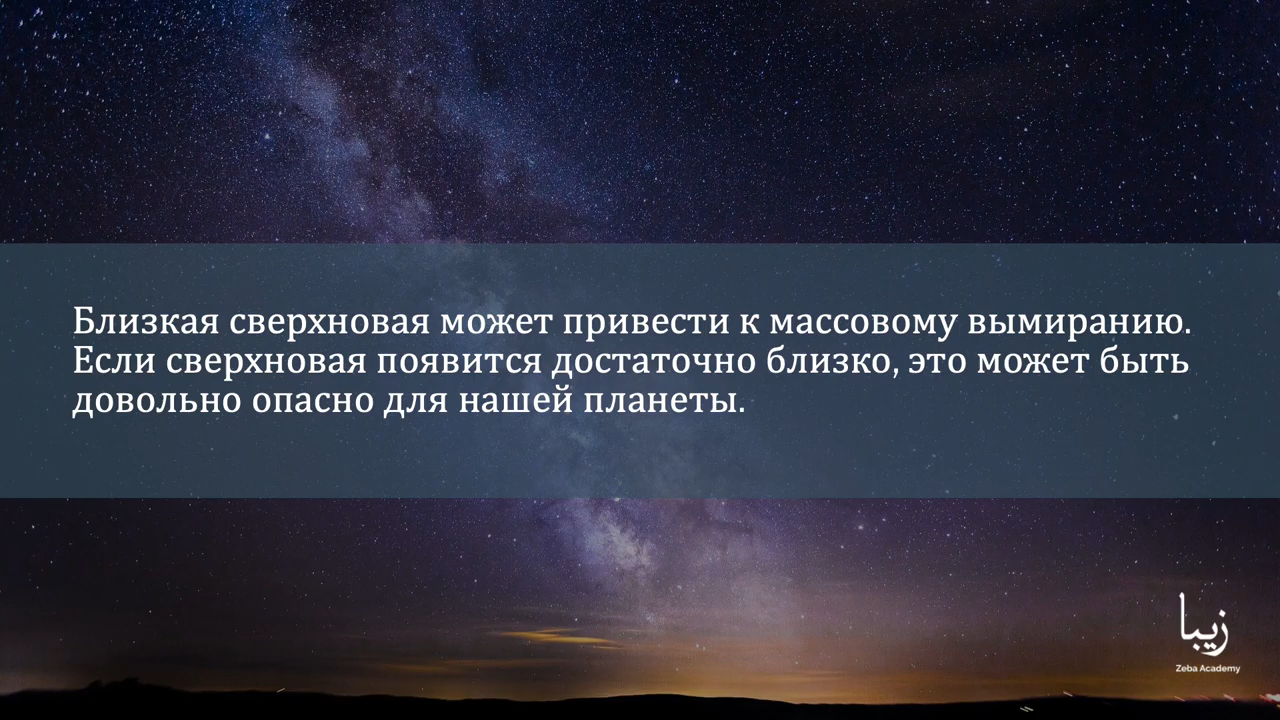 Близкая сверхновая может привести к массовому вымиранию.
Если сверхновая появится достаточно близко, это может быть
довольно опасно для нашей планеты.
زيبا
Zeba Academy